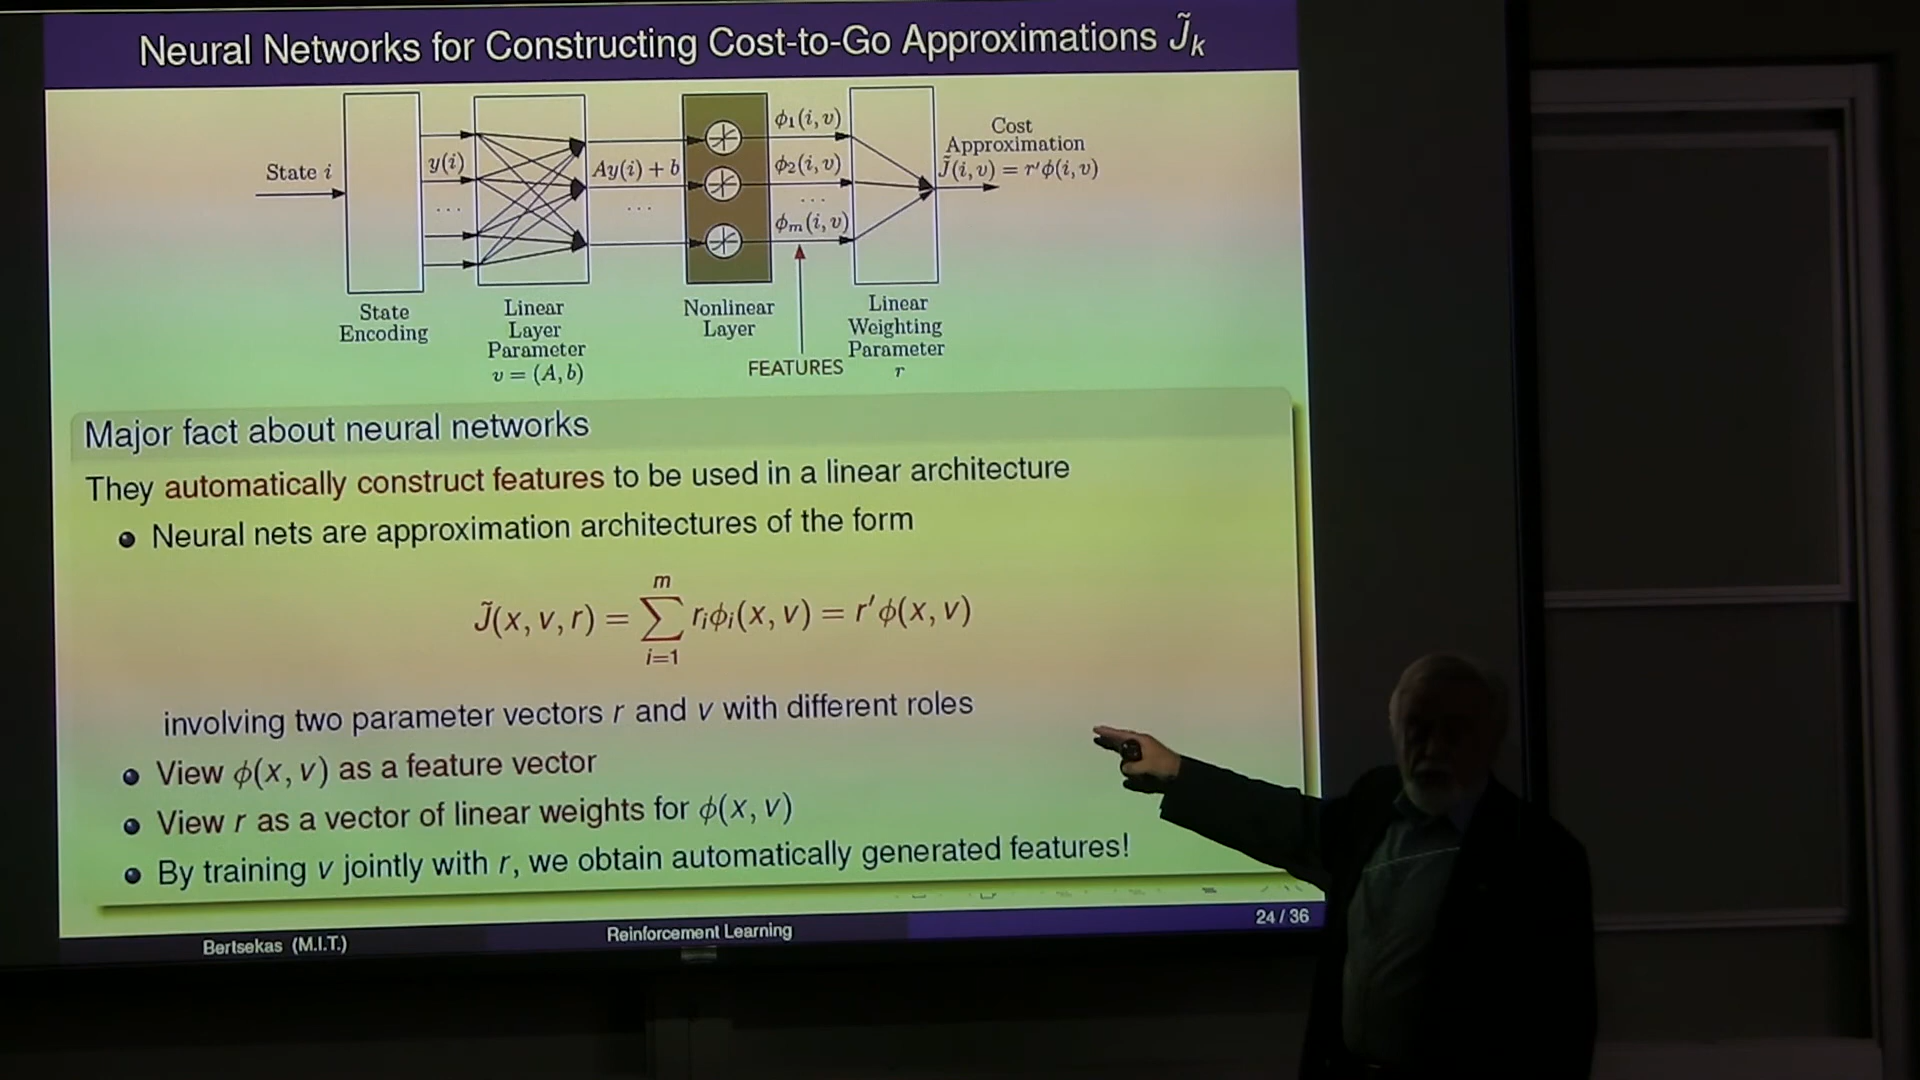 Neural Networks for Constructing Cost-to-Go Approximations J̃ₖ
State i
y(i)
. . .
Ay(i) + b
. . .
ϕ₁(i, v)
ϕ₂(i, v)
. . .
ϕₘ(i, v)
Cost
Approximation
J̃(i, v) = r′ϕ(i, v)
State
Encoding
Linear
Layer
Parameter
v = (A, b)
Nonlinear
Layer
FEATURES
Linear
Weighting
Parameter
r
Major fact about neural networks
They automatically construct features to be used in a linear architecture
Neural nets are approximation architectures of the form
J̃(x, v, r) = ∑ᵢ₌₁ᵐ rᵢϕᵢ(x, v) = r′ϕ(x, v)
involving two parameter vectors r and v with different roles
View ϕ(x, v) as a feature vector
View r as a vector of linear weights for ϕ(x, v)
By training v jointly with r, we obtain automatically generated features!
Bertsekas (M.I.T.)
Reinforcement Learning
24 / 36